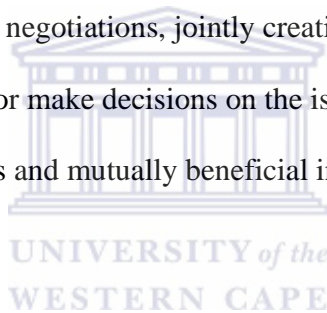 negotiations, jointly creati
or make decisions on the is
s and mutually beneficial i
UNIVERSITY of the
WESTERN CAPE